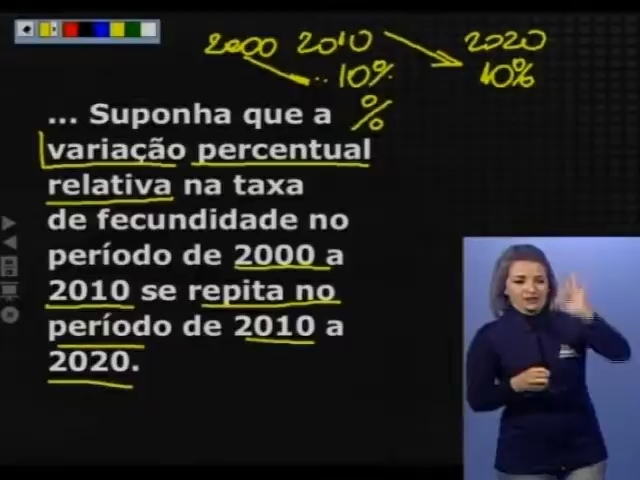 2000 2010 2020
10% 10%
%
... Suponha que a
variação percentual
relativa na taxa
de fecundidade no
período de 2000 a
2010 se repita no
período de 2010 a
2020.